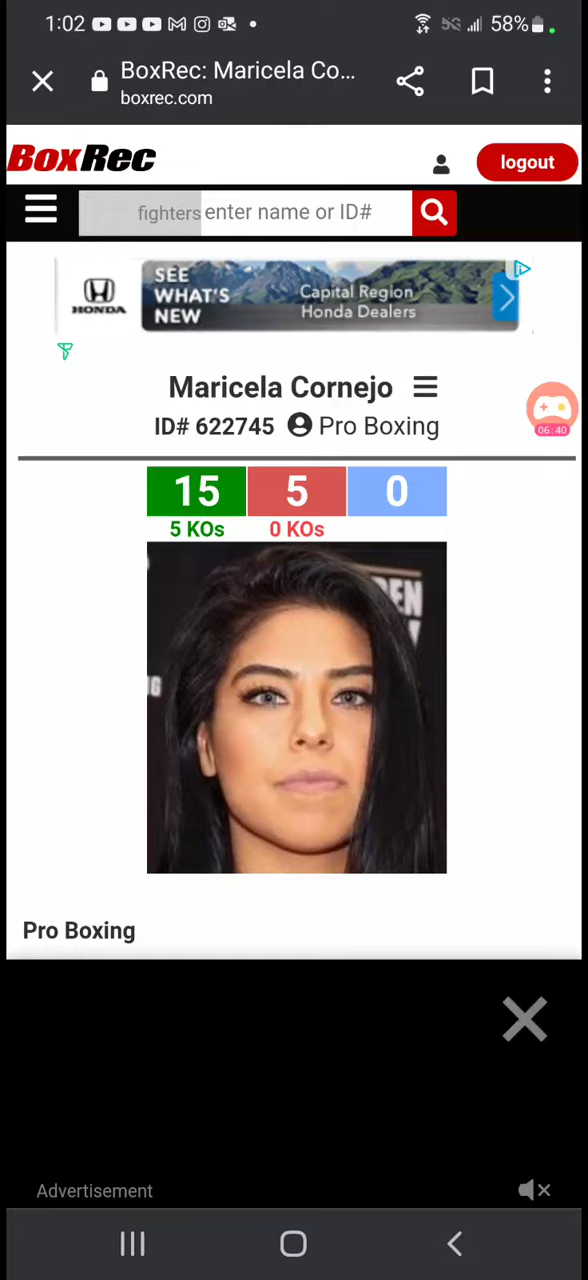 1:02 58%
BoxRec: Maricela Co...
boxrec.com
BoxRec logout
fighters enter name or ID#
HONDA
SEE
WHAT'S
NEW
Capital Region
Honda Dealers
Maricela Cornejo
ID# 622745 Pro Boxing
06:40
15 5 0
5 KOs 0 KOs
Pro Boxing
Advertisement